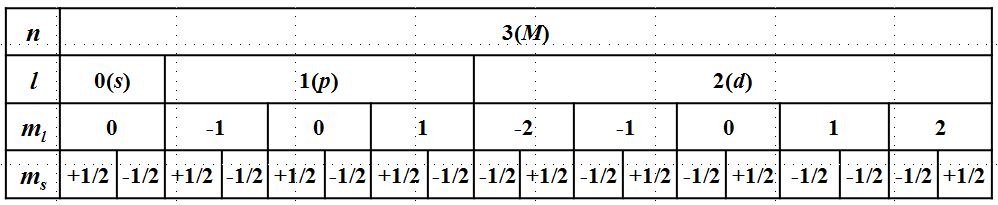 n 3(M)
l 0(s) 1(p) 2(d)
m_l 0 -1 0 1 -2 -1 0 1 2
m_s +1/2 -1/2 +1/2 -1/2 +1/2 -1/2 +1/2 -1/2 -1/2 +1/2 -1/2 +1/2 -1/2 +1/2 -1/2 -1/2 -1/2 +1/2